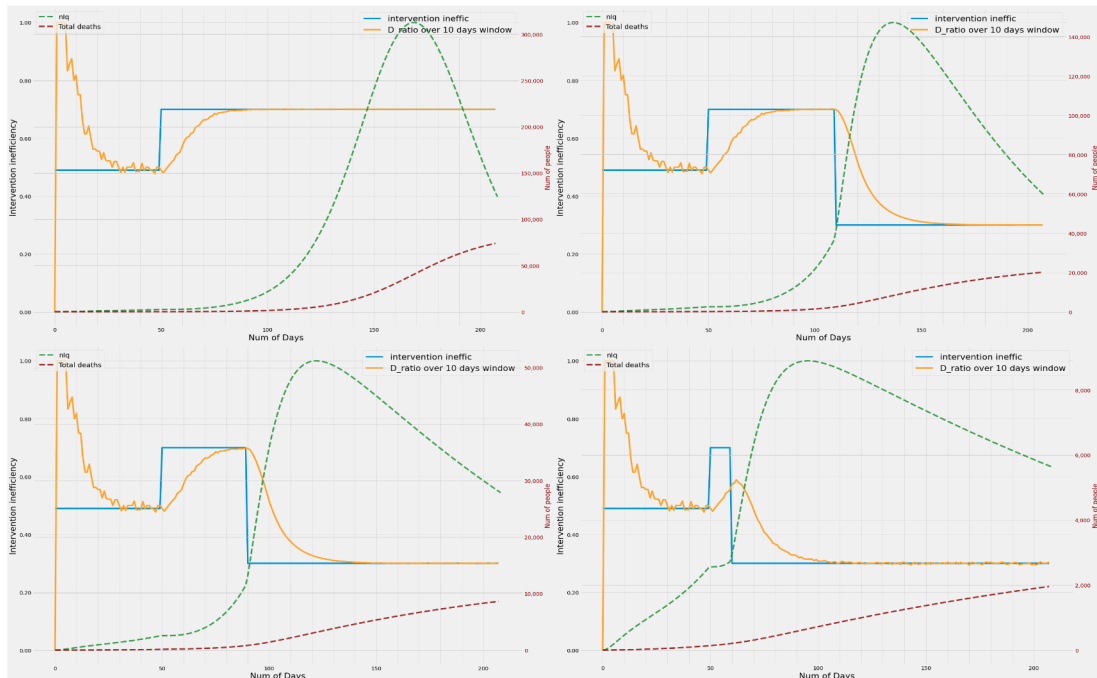 1.00
0.80
0.60
0.40
0.20
0.00
Intervention inefficiency
nIq
Total deaths
intervention ineffic
D_ratio over 10 days window
300,000
250,000
200,000
150,000
100,000
50,000
0
Num of people
0 50 100 150 200
Num of Days
1.00
0.80
0.60
0.40
0.20
0.00
Intervention inefficiency
nIq
Total deaths
intervention ineffic
D_ratio over 10 days window
140,000
120,000
100,000
80,000
60,000
40,000
20,000
0
Num of people
0 50 100 150 200
Num of Days
1.00
0.80
0.60
0.40
0.20
0.00
Intervention inefficiency
nIq
Total deaths
intervention ineffic
D_ratio over 10 days window
50,000
40,000
30,000
20,000
10,000
0
Num of people
0 50 100 150 200
Num of Days
1.00
0.80
0.60
0.40
0.20
0.00
Intervention inefficiency
nIq
Total deaths
intervention ineffic
D_ratio over 10 days window
8,000
6,000
4,000
2,000
0
Num of people
0 50 100 150 200
Num of Days